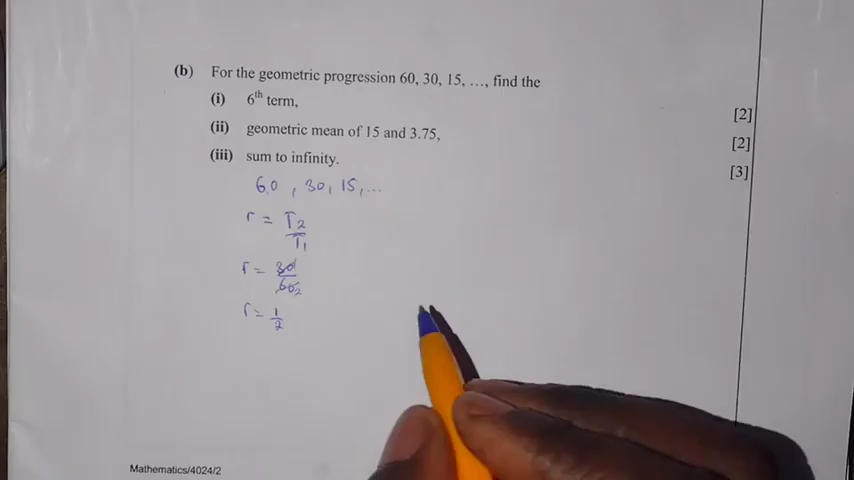 (b) For the geometric progression 60, 30, 15, ..., find the
(i) 6th term, [2]
(ii) geometric mean of 15 and 3.75, [2]
(iii) sum to infinity. [3]
60, 30, 15, ...
r = T2/T1
r = 30/60 2
r = 1/2
Mathematics/4024/2